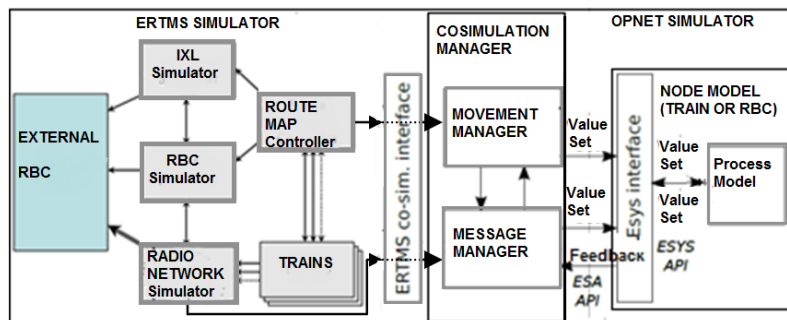 ERTMS SIMULATOR
COSIMULATION
MANAGER
OPNET SIMULATOR
IXL
Simulator
EXTERNAL
RBC
RBC
Simulator
RADIO
NETWORK
Simulator
ROUTE
MAP
Controller
TRAINS
ERTMS co-sim. interface
MOVEMENT
MANAGER
MESSAGE
MANAGER
Value
Set
Value
Set
Feedback
ESA
API
Esys interface
NODE MODEL
(TRAIN OR RBC)
Value
Set
Value
Set
ESYS
API
Process
Model